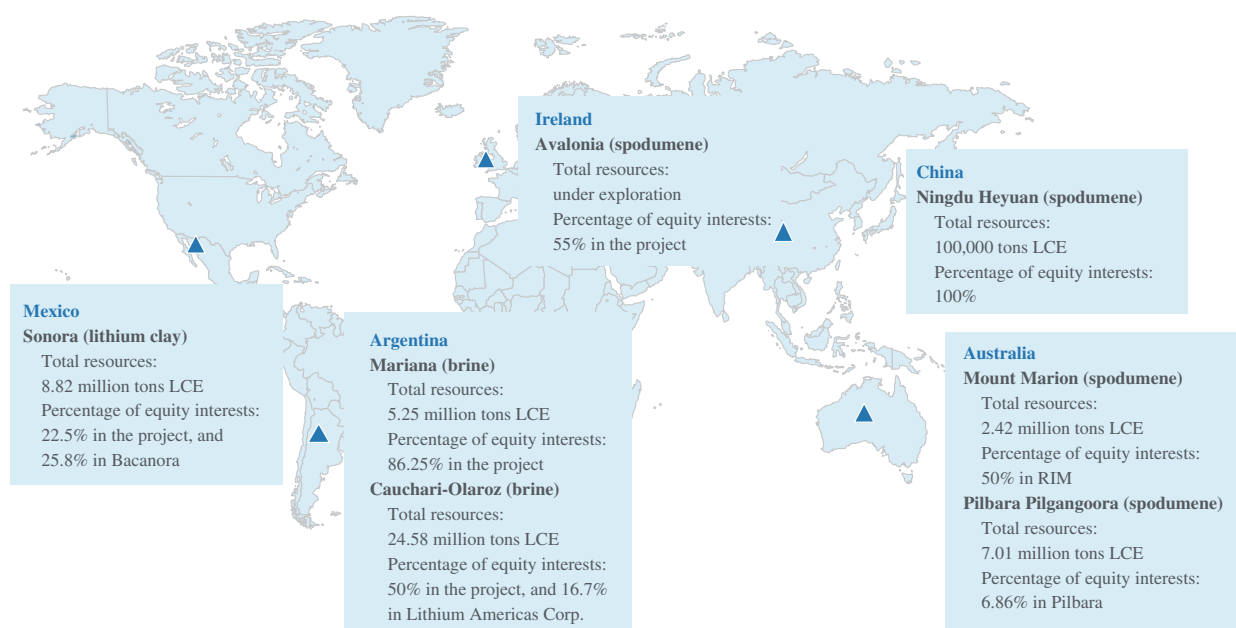 Ireland
Avalonia (spodumene)
Total resources:
under exploration
Percentage of equity interests:
55% in the project
China
Ningdu Heyuan (spodumene)
Total resources:
100,000 tons LCE
Percentage of equity interests:
100%
Mexico
Sonora (lithium clay)
Total resources:
8.82 million tons LCE
Percentage of equity interests:
22.5% in the project, and
25.8% in Bacanora
Argentina
Mariana (brine)
Total resources:
5.25 million tons LCE
Percentage of equity interests:
86.25% in the project
Cauchari-Olaroz (brine)
Total resources:
24.58 million tons LCE
Percentage of equity interests:
50% in the project, and 16.7%
in Lithium Americas Corp.
Australia
Mount Marion (spodumene)
Total resources:
2.42 million tons LCE
Percentage of equity interests:
50% in RIM
Pilbara Pilgangoora (spodumene)
Total resources:
7.01 million tons LCE
Percentage of equity interests:
6.86% in Pilbara